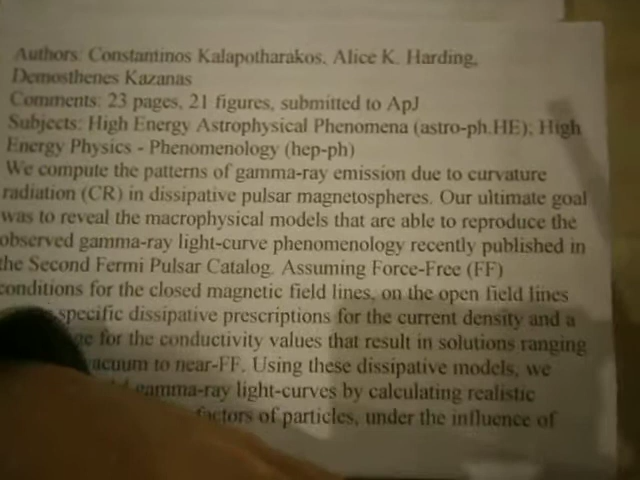 Authors: Constantinos Kalapotharakos, Alice K. Harding,
Demosthenes Kazanas
Comments: 23 pages, 21 figures, submitted to ApJ
Subjects: High Energy Astrophysical Phenomena (astro-ph.HE); High
Energy Physics - Phenomenology (hep-ph)
We compute the patterns of gamma-ray emission due to curvature
radiation (CR) in dissipative pulsar magnetospheres. Our ultimate goal
was to reveal the macrophysical models that are able to reproduce the
observed gamma-ray light-curve phenomenology recently published in
the Second Fermi Pulsar Catalog. Assuming Force-Free (FF)
conditions for the closed magnetic field lines, on the open field lines
specific dissipative prescriptions for the current density and a
for the conductivity values that result in solutions ranging
to near-FF. Using these dissipative models, we
gamma-ray light-curves by calculating realistic
factors of particles, under the influence of